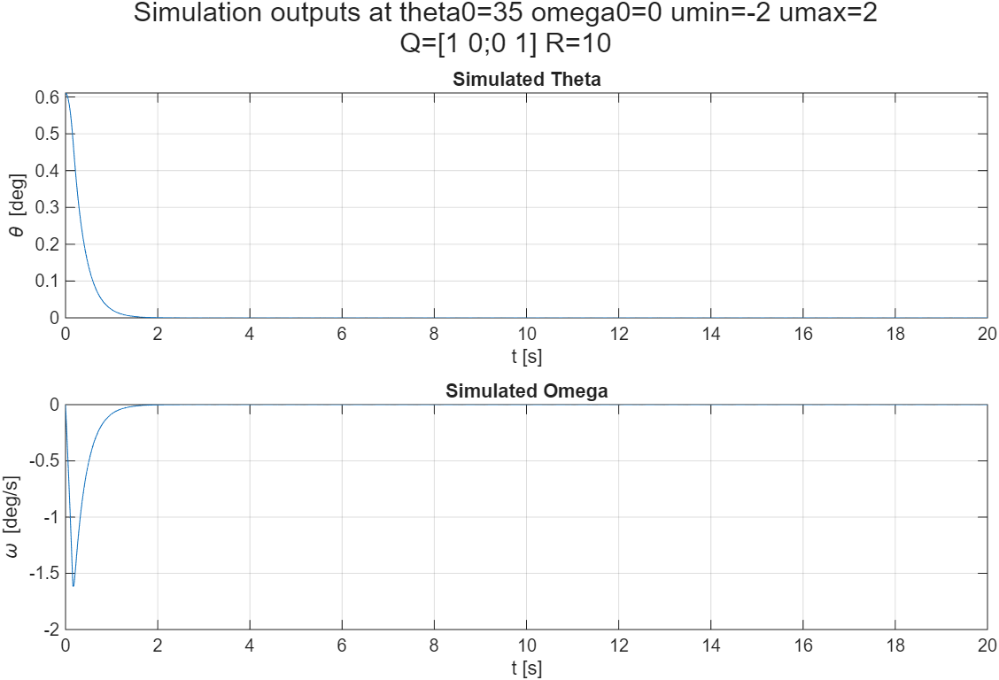 Simulation outputs at theta0=35 omega0=0 umin=-2 umax=2
Q=[1 0;0 1] R=10
Simulated Theta
θ [deg]
0.6
0.5
0.4
0.3
0.2
0.1
0
0 2 4 6 8 10 12 14 16 18 20
t [s]
Simulated Omega
ω [deg/s]
0
-0.5
-1
-1.5
-2
0 2 4 6 8 10 12 14 16 18 20
t [s]